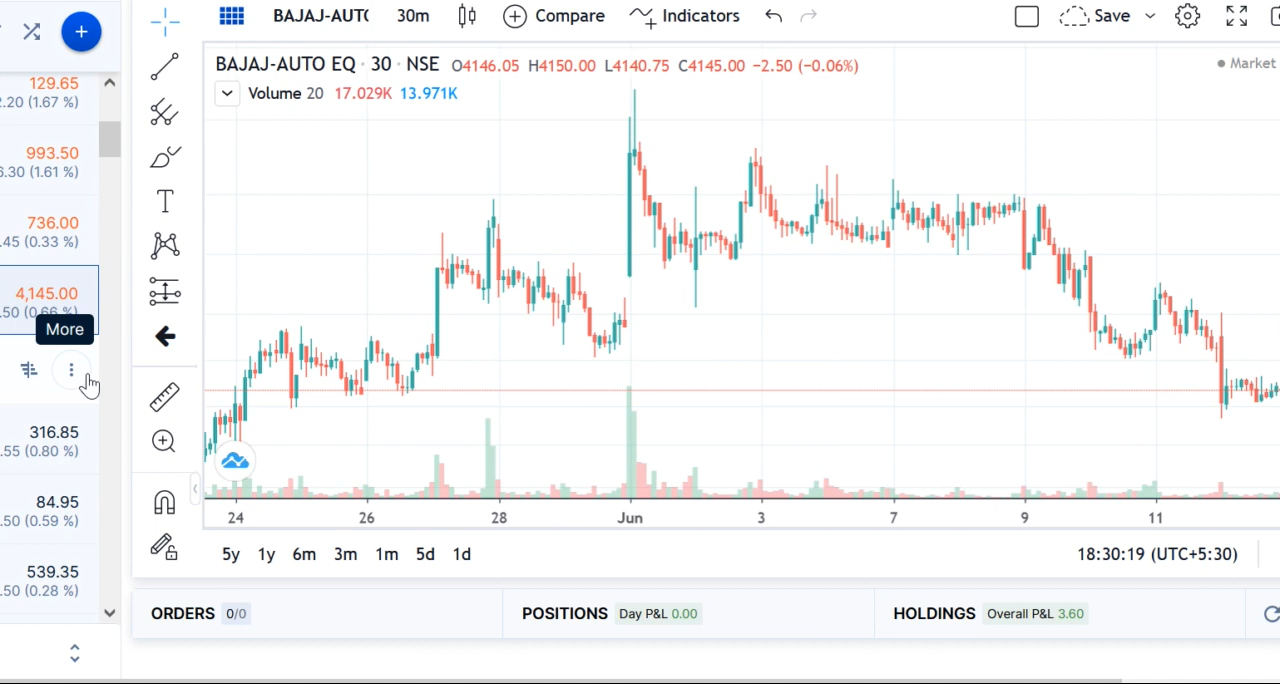 BAJAJ-AUT
30m
Compare
Indicators
Save
129.65
2.20 (1.67 %)
993.50
6.30 (1.61 %)
736.00
.45 (0.33 %)
4,145.00
.50 (0.66 %)
More
316.85
.55 (0.80 %)
84.95
.50 (0.59 %)
539.35
.50 (0.28 %)
BAJAJ-AUTO EQ · 30 · NSE O4146.05 H4150.00 L4140.75 C4145.00 −2.50 (−0.06%)
Market
Volume 20 17.029K 13.971K
T
24 26 28 Jun 3 7 9 11
5y 1y 6m 3m 1m 5d 1d
18:30:19 (UTC+5:30)
ORDERS 0/0
POSITIONS Day P&L 0.00
HOLDINGS Overall P&L 3.60